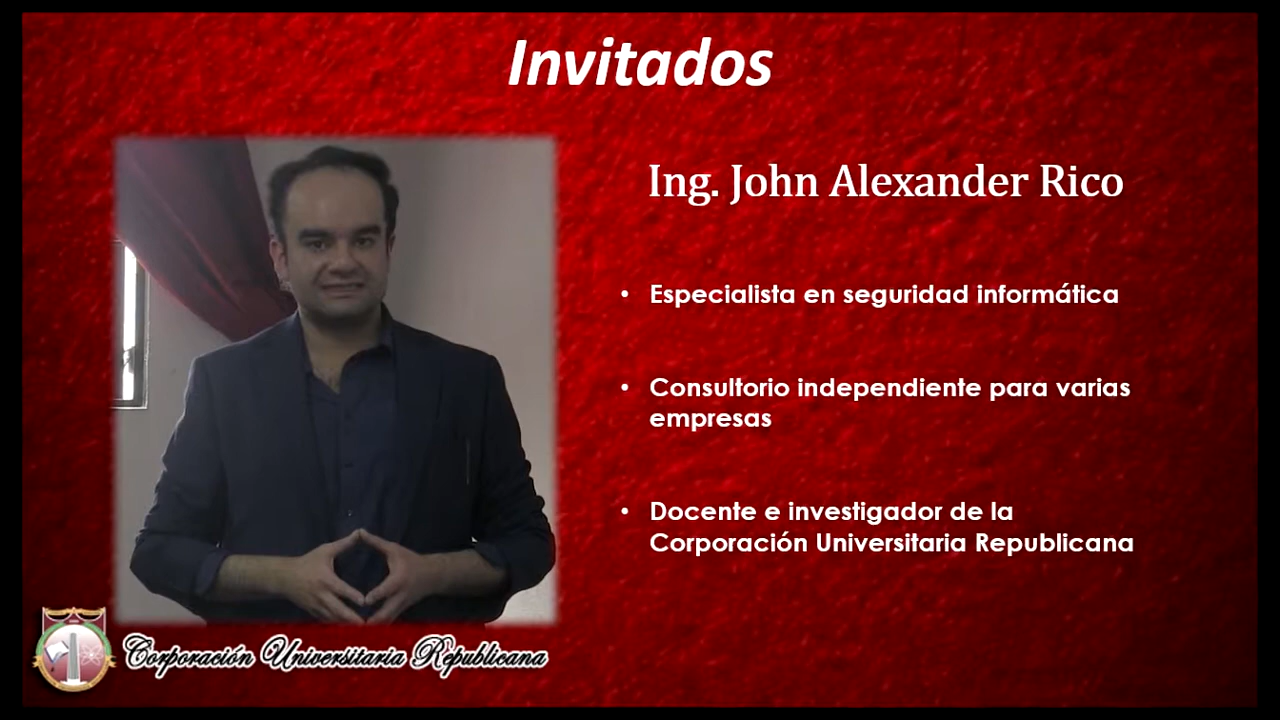 Invitados
Ing. John Alexander Rico
• Especialista en seguridad informática
• Consultorio independiente para varias
empresas
• Docente e investigador de la
Corporación Universitaria Republicana
Corporación Universitaria Republicana